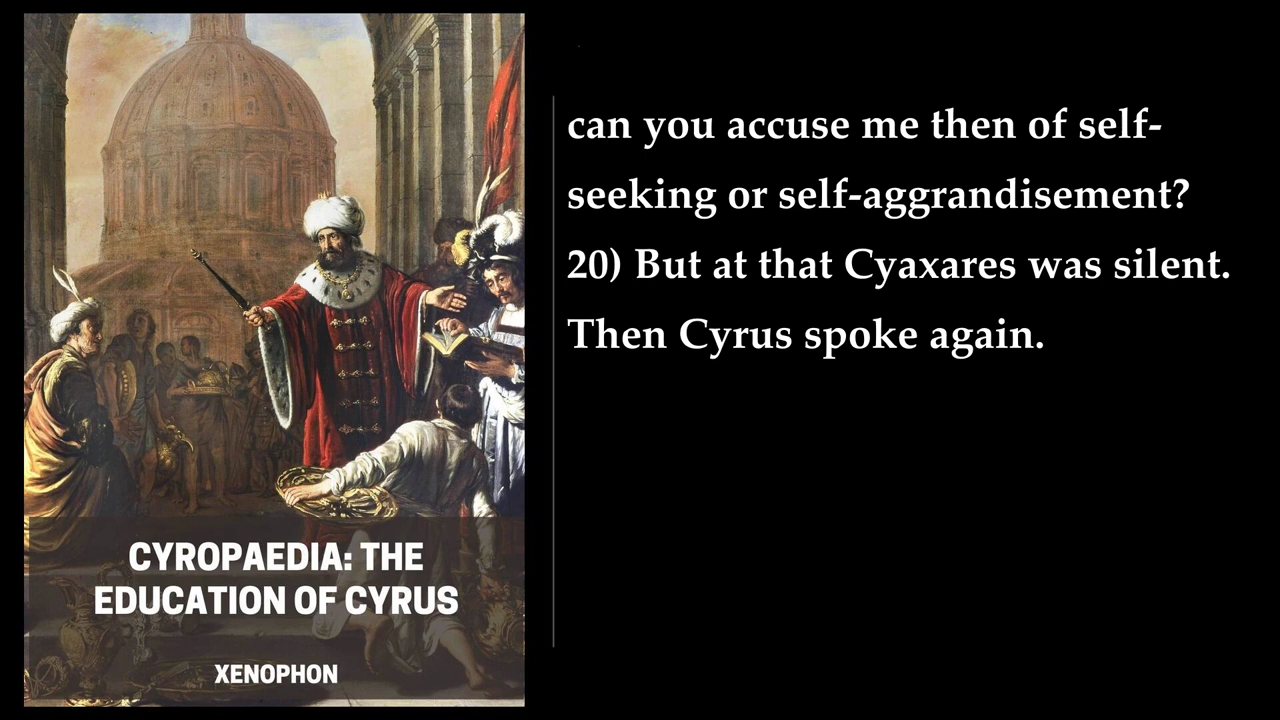 CYROPAEDIA: THE
EDUCATION OF CYRUS
XENOPHON
can you accuse me then of self-
seeking or self-aggrandisement?
20) But at that Cyaxares was silent.
Then Cyrus spoke again.